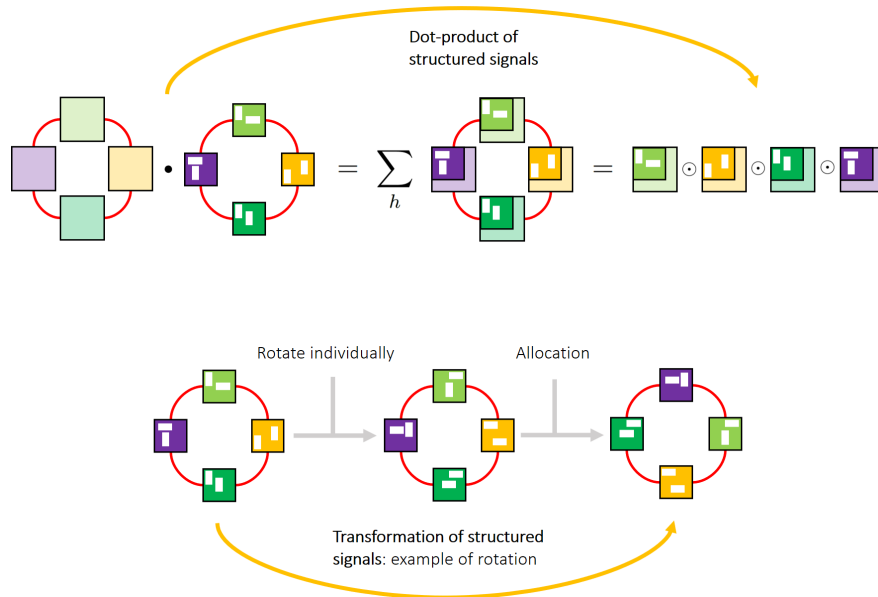 Dot-product of
structured signals
• = ∑ = ⊙ ⊙ ⊙
h
Rotate individually
Allocation
Transformation of structured
signals: example of rotation